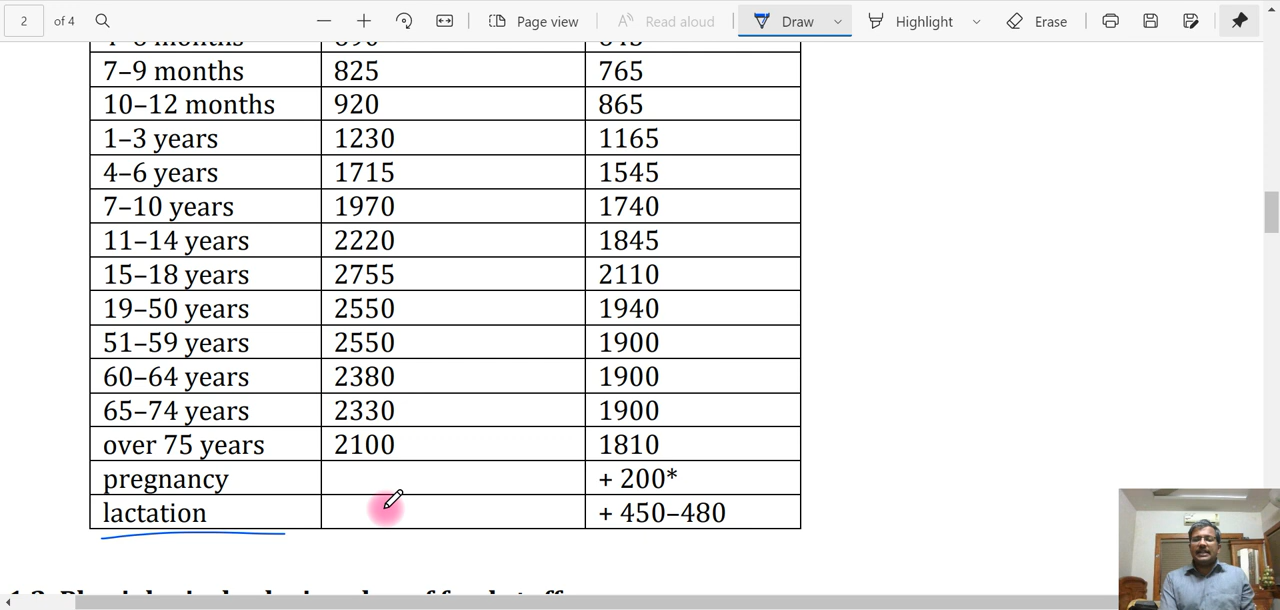 2 of 4 Page view Read aloud Draw Highlight Erase
7–9 months 825 765
10–12 months 920 865
1–3 years 1230 1165
4–6 years 1715 1545
7–10 years 1970 1740
11–14 years 2220 1845
15–18 years 2755 2110
19–50 years 2550 1940
51–59 years 2550 1900
60–64 years 2380 1900
65–74 years 2330 1900
over 75 years 2100 1810
pregnancy + 200*
lactation + 450–480